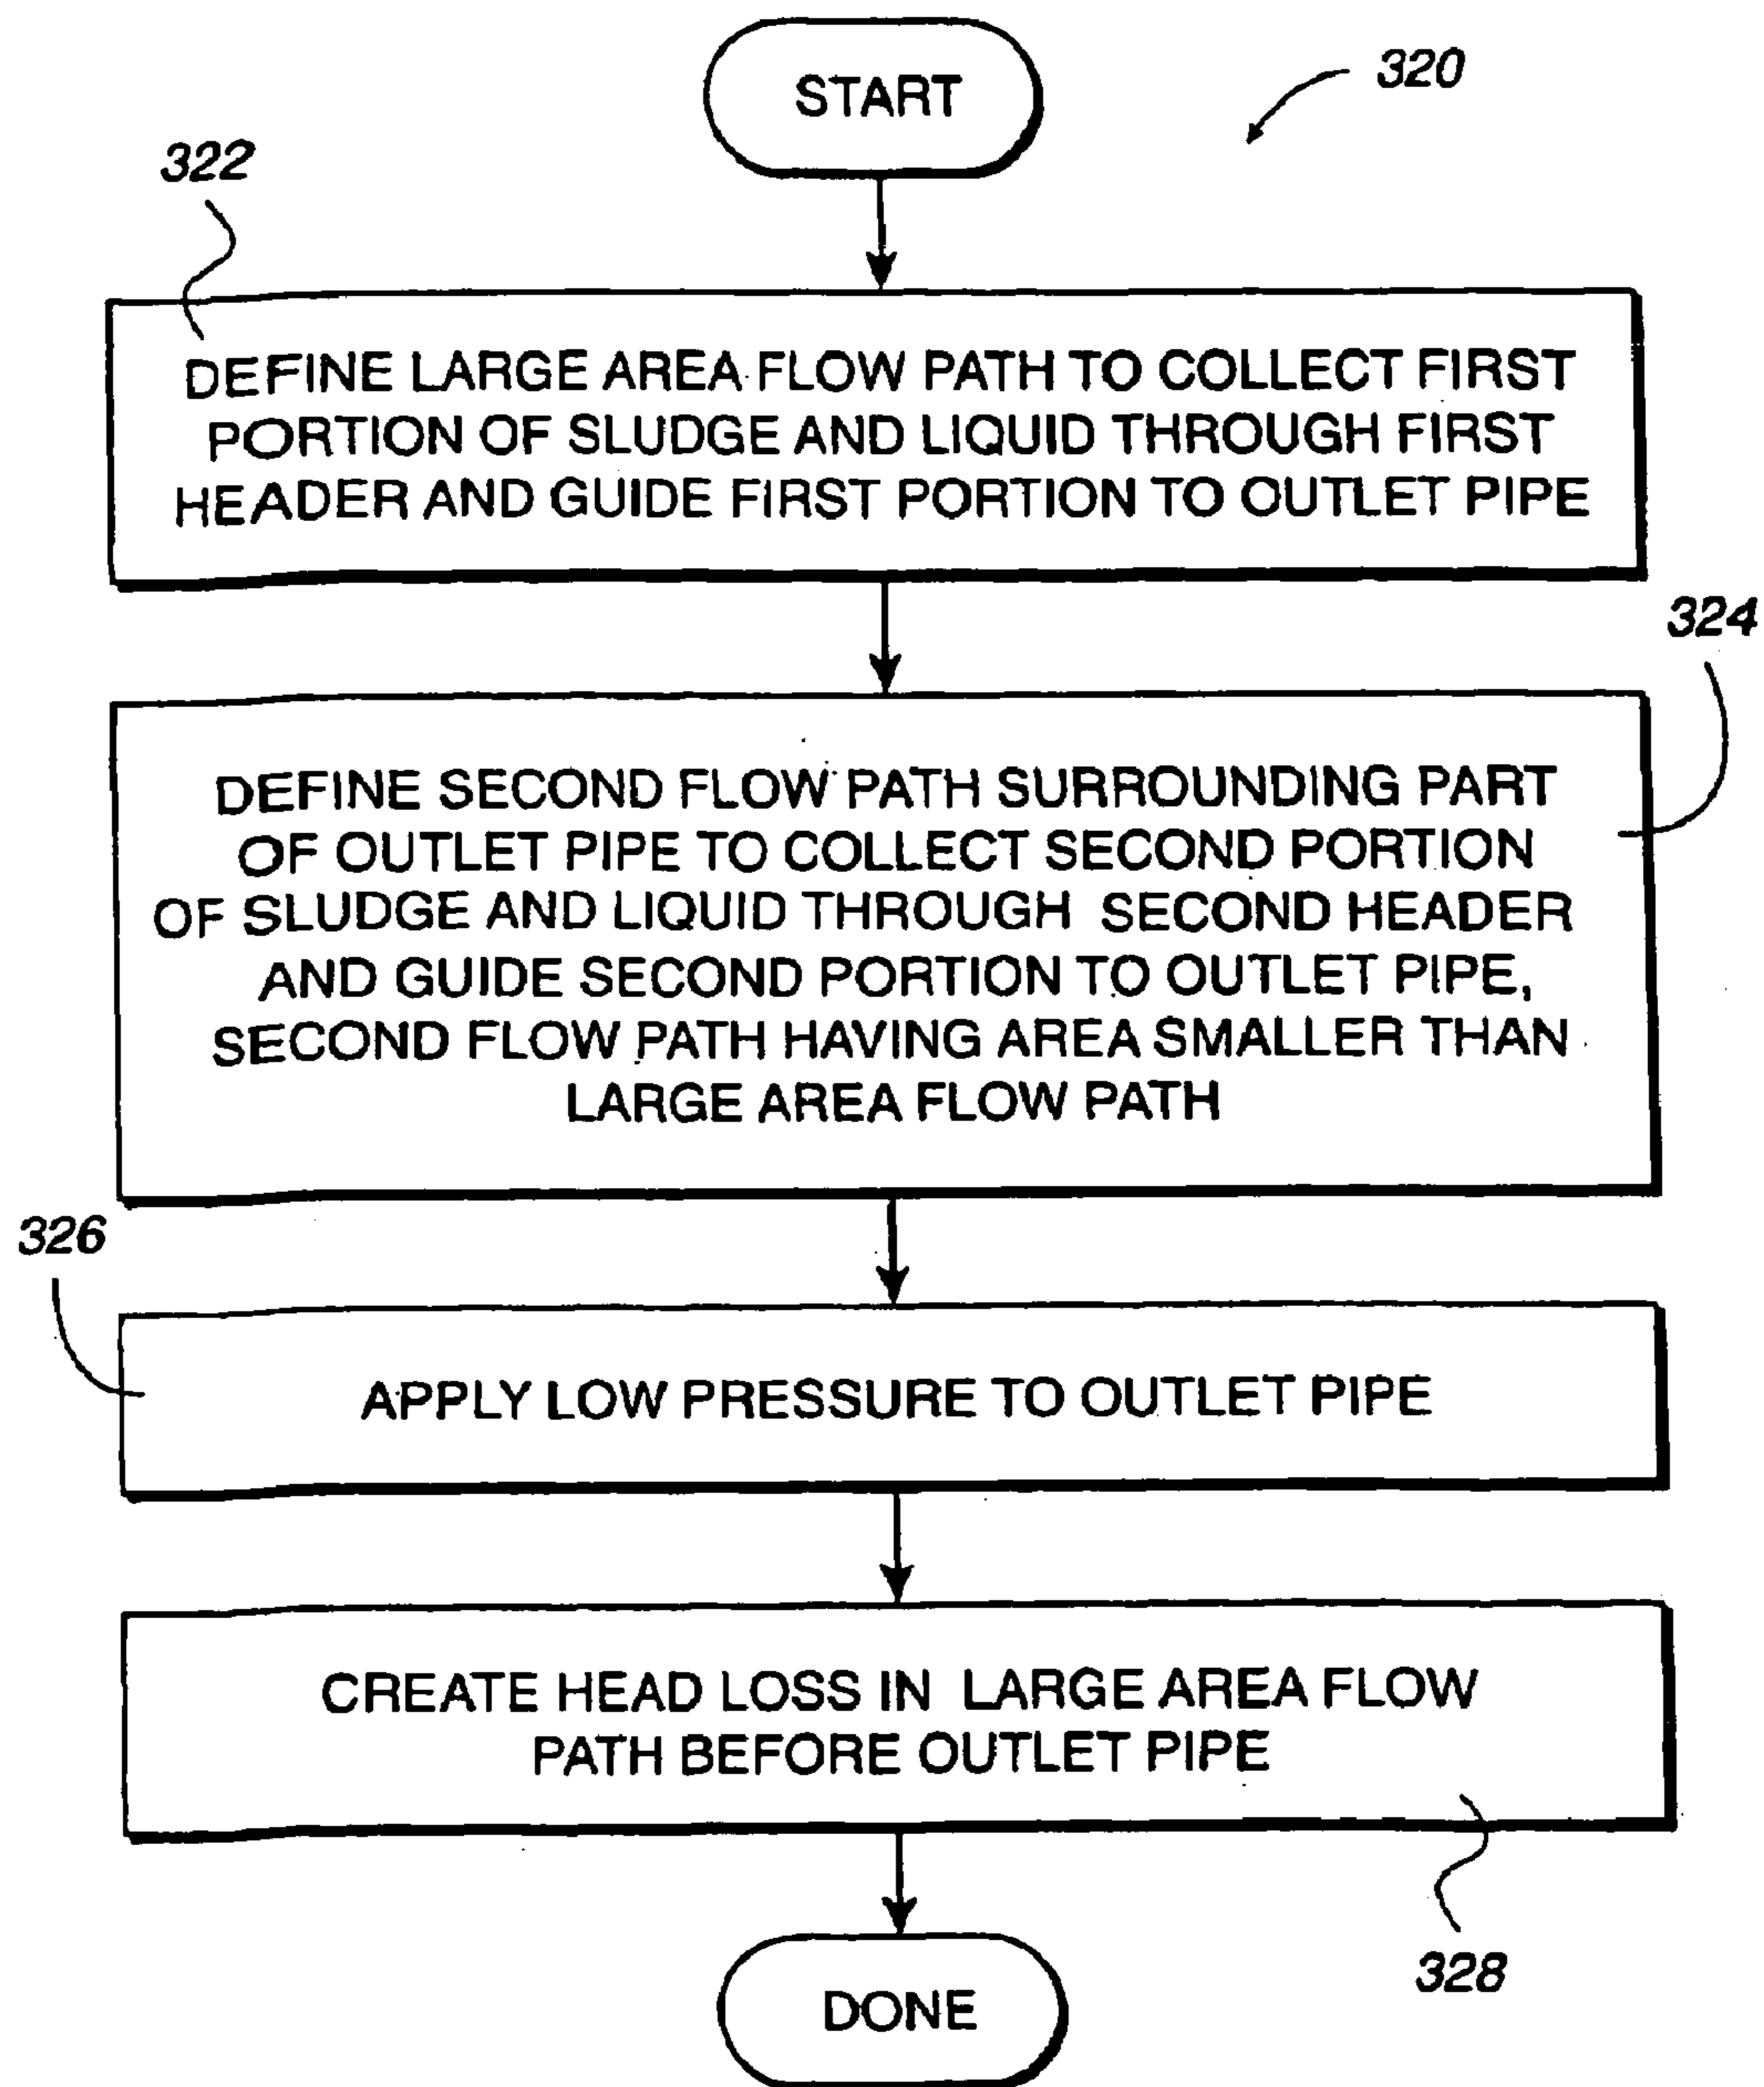 START
320
322
DEFINE LARGE AREA FLOW PATH TO COLLECT FIRST
PORTION OF SLUDGE AND LIQUID THROUGH FIRST
HEADER AND GUIDE FIRST PORTION TO OUTLET PIPE
324
DEFINE SECOND FLOW PATH SURROUNDING PART
OF OUTLET PIPE TO COLLECT SECOND PORTION
OF SLUDGE AND LIQUID THROUGH SECOND HEADER
AND GUIDE SECOND PORTION TO OUTLET PIPE,
SECOND FLOW PATH HAVING AREA SMALLER THAN
LARGE AREA FLOW PATH
326
APPLY LOW PRESSURE TO OUTLET PIPE
CREATE HEAD LOSS IN LARGE AREA FLOW
PATH BEFORE OUTLET PIPE
328
DONE